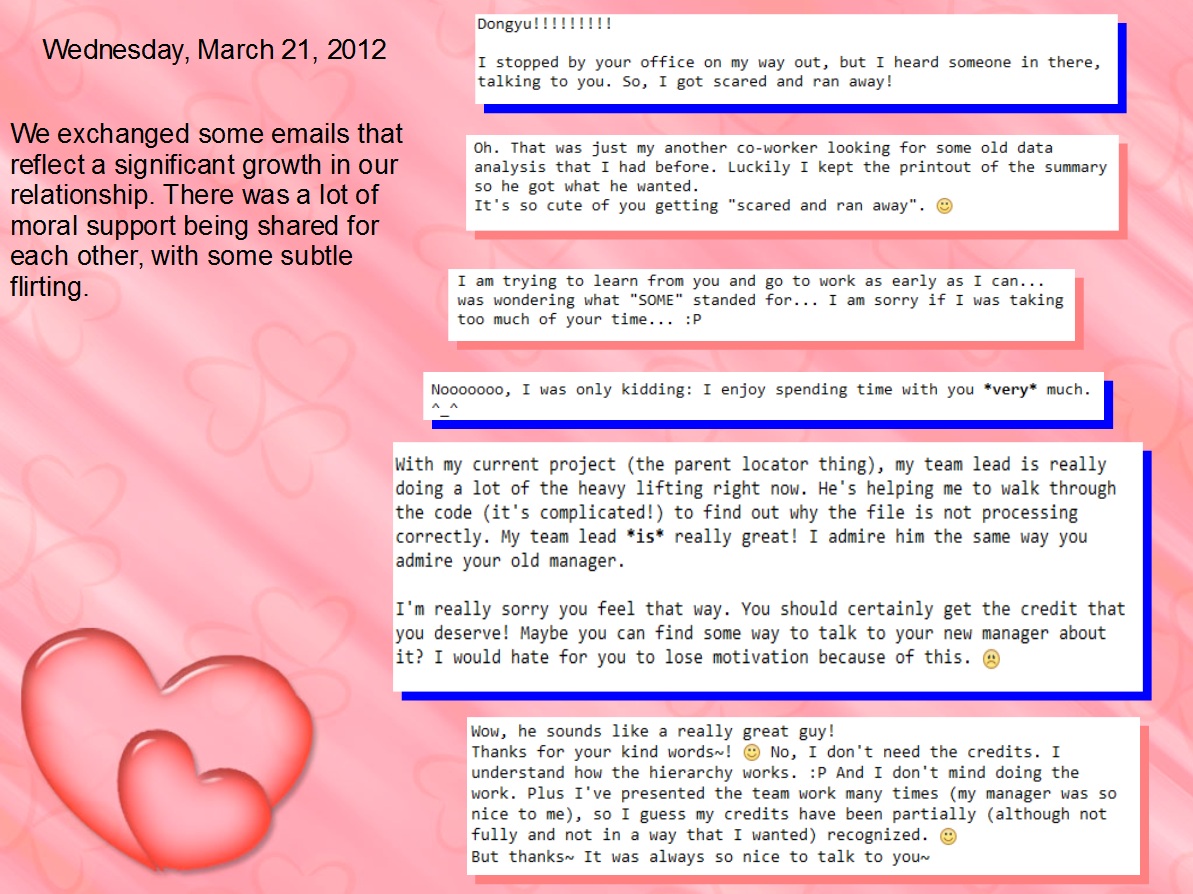 Wednesday, March 21, 2012
We exchanged some emails that
reflect a significant growth in our
relationship. There was a lot of
moral support being shared for
each other, with some subtle
flirting.
Dongyu!!!!!!!!!
I stopped by your office on my way out, but I heard someone in there,
talking to you. So, I got scared and ran away!
Oh. That was just my another co-worker looking for some old data
analysis that I had before. Luckily I kept the printout of the summary
so he got what he wanted.
It's so cute of you getting "scared and ran away".
I am trying to learn from you and go to work as early as I can...
was wondering what "SOME" standed for... I am sorry if I was taking
too much of your time... :P
Nooooooo, I was only kidding: I enjoy spending time with you *very* much.
^_^
With my current project (the parent locator thing), my team lead is really
doing a lot of the heavy lifting right now. He's helping me to walk through
the code (it's complicated!) to find out why the file is not processing
correctly. My team lead *is* really great! I admire him the same way you
admire your old manager.
I'm really sorry you feel that way. You should certainly get the credit that
you deserve! Maybe you can find some way to talk to your new manager about
it? I would hate for you to lose motivation because of this.
Wow, he sounds like a really great guy!
Thanks for your kind words~! No, I don't need the credits. I
understand how the hierarchy works. :P And I don't mind doing the
work. Plus I've presented the team work many times (my manager was so
nice to me), so I guess my credits have been partially (although not
fully and not in a way that I wanted) recognized.
But thanks~ It was always so nice to talk to you~